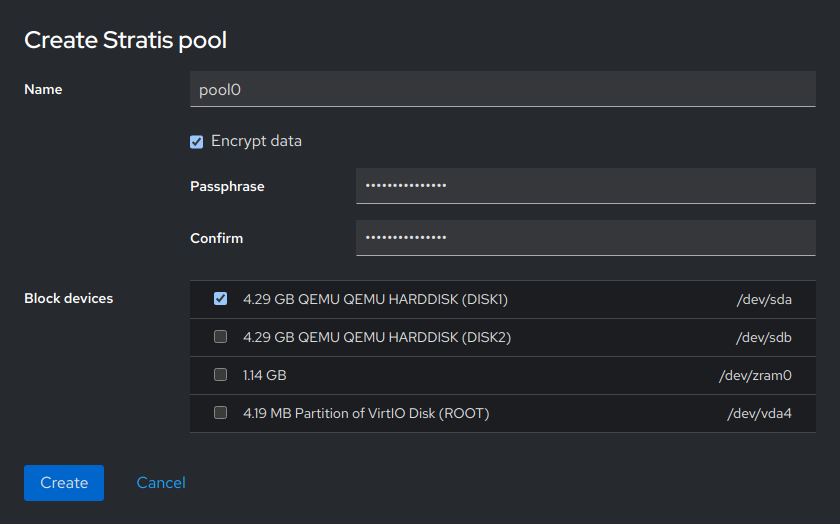 Create Stratis pool
Name
pool0
Encrypt data
Passphrase
•••••••••••••••
Confirm
•••••••••••••••
Block devices
4.29 GB QEMU QEMU HARDDISK (DISK1) /dev/sda
4.29 GB QEMU QEMU HARDDISK (DISK2) /dev/sdb
1.14 GB /dev/zram0
4.19 MB Partition of VirtIO Disk (ROOT) /dev/vda4
Create Cancel